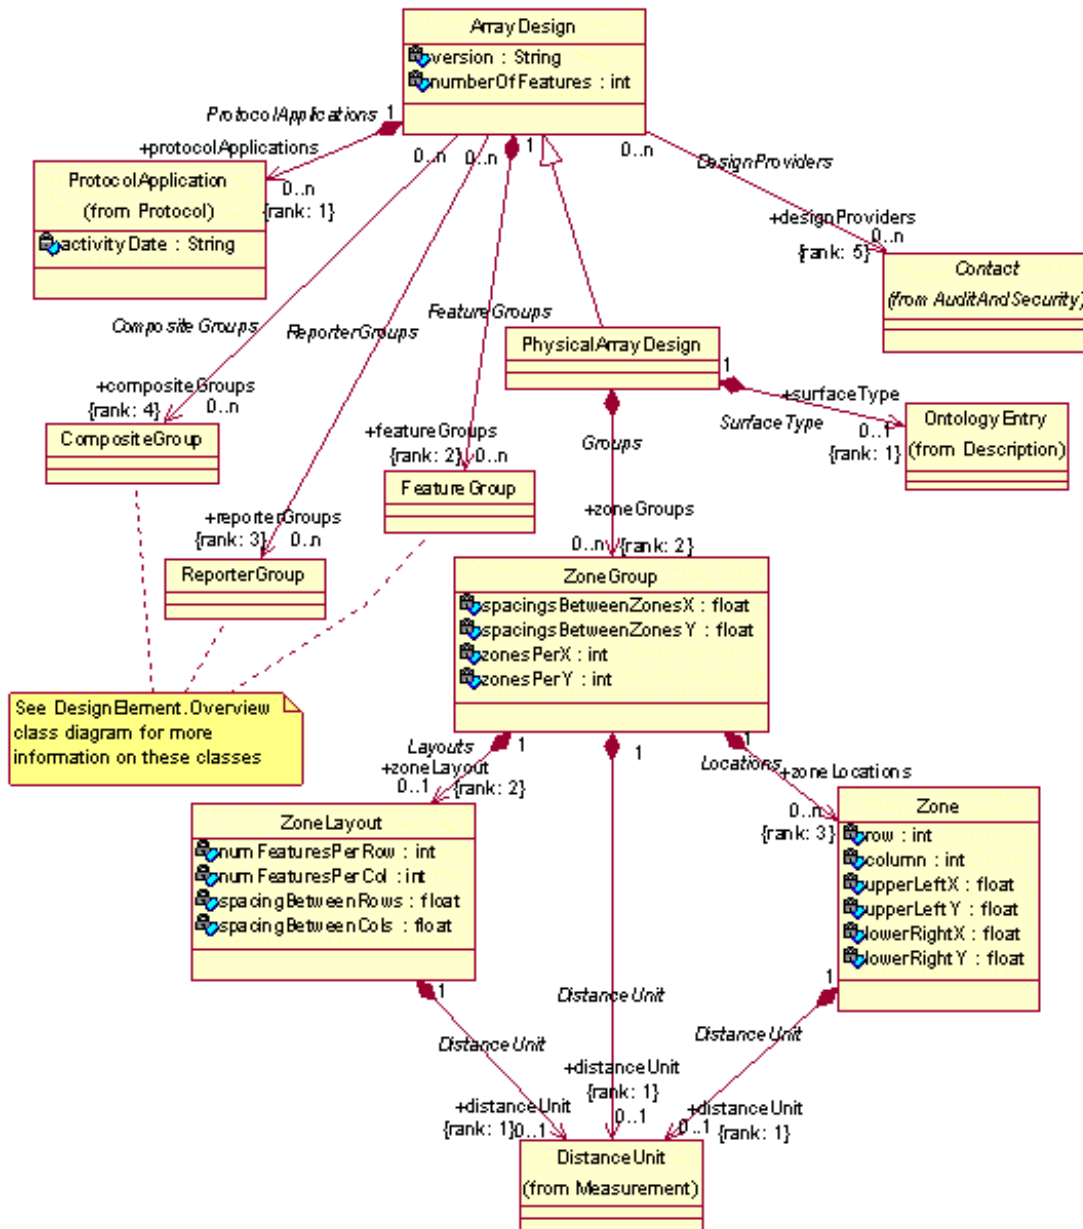 ArrayDesign
version : String
numberOfFeatures : int
ProtocolApplications
1
+protocolApplications
0..n
{rank: 1}
0..n
0..n
1
0..n
DesignProviders
+designProviders
0..n
{rank: 5}
ProtocolApplication
(from Protocol)
activityDate : String
Contact
(from AuditAndSecurity)
CompositeGroups
ReporterGroups
FeatureGroups
PhysicalArrayDesign
1
+surfaceType
SurfaceType
0..1
{rank: 1}
OntologyEntry
(from Description)
+compositeGroups
{rank: 4}
0..n
CompositeGroup
+featureGroups
{rank: 2}
0..n
FeatureGroup
Groups
+zoneGroups
0..n
{rank: 2}
+reporterGroups
{rank: 3}
0..n
ReporterGroup
ZoneGroup
spacingsBetweenZonesX : float
spacingsBetweenZonesY : float
zonesPerX : int
zonesPerY : int
See DesignElement.Overview
class diagram for more
information on these classes
Layouts
1
+zoneLayout
0..1
{rank: 2}
1
1
Locations
+zoneLocations
0..n
{rank: 3}
ZoneLayout
numFeaturesPerRow : int
numFeaturesPerCol : int
spacingBetweenRows : float
spacingBetweenCols : float
Zone
row : int
column : int
upperLeftX : float
upperLeftY : float
lowerRightX : float
lowerRightY : float
1
DistanceUnit
+distanceUnit
{rank: 1}
0..1
DistanceUnit
+distanceUnit
{rank: 1}
0..1
1
DistanceUnit
+distanceUnit
0..1
{rank: 1}
DistanceUnit
(from Measurement)